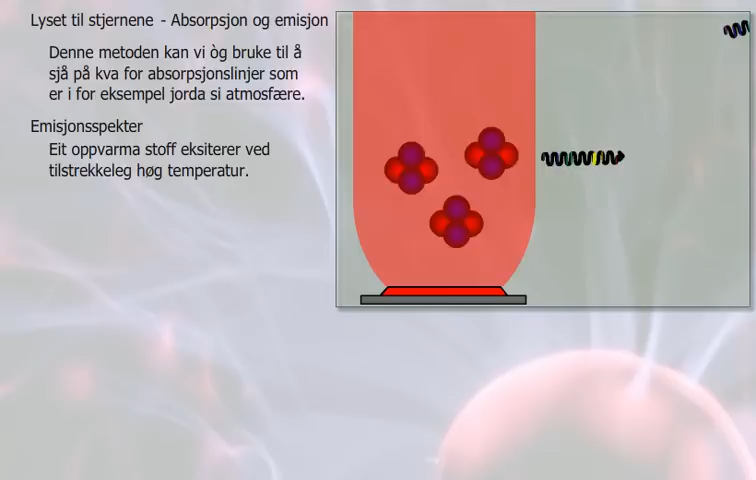 Lyset til stjernene - Absorpsjon og emisjon
Denne metoden kan vi òg bruke til å
sjå på kva for absorpsjonslinjer som
er i for eksempel jorda si atmosfære.
Emisjonsspekter
Eit oppvarma stoff eksiterer ved
tilstrekkeleg høg temperatur.